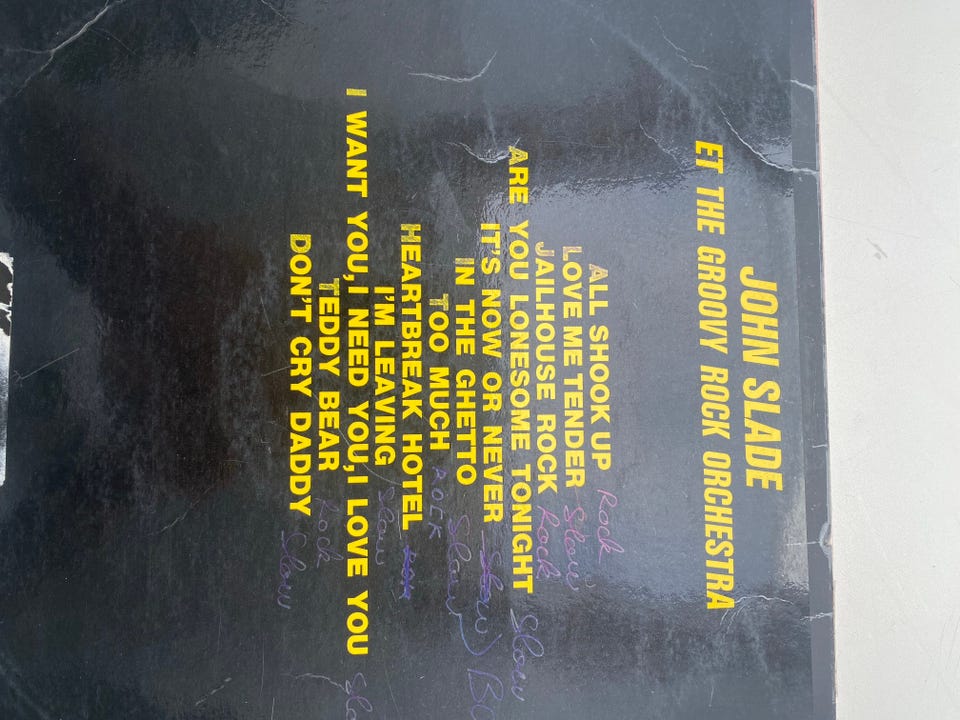 JOHN SLADE
ET THE GROOVY ROCK ORCHESTRA
ALL SHOOK UP Rock
LOVE ME TENDER Slow
JAILHOUSE ROCK Rock
ARE YOU LONESOME TONIGHT Slow
IT'S NOW OR NEVER Slow
IN THE GHETTO Slow
TOO MUCH ROCK
HEARTBREAK HOTEL
I'M LEAVING Slow
I WANT YOU, I NEED YOU, I LOVE YOU
TEDDY BEAR Rock
DON'T CRY DADDY Slow